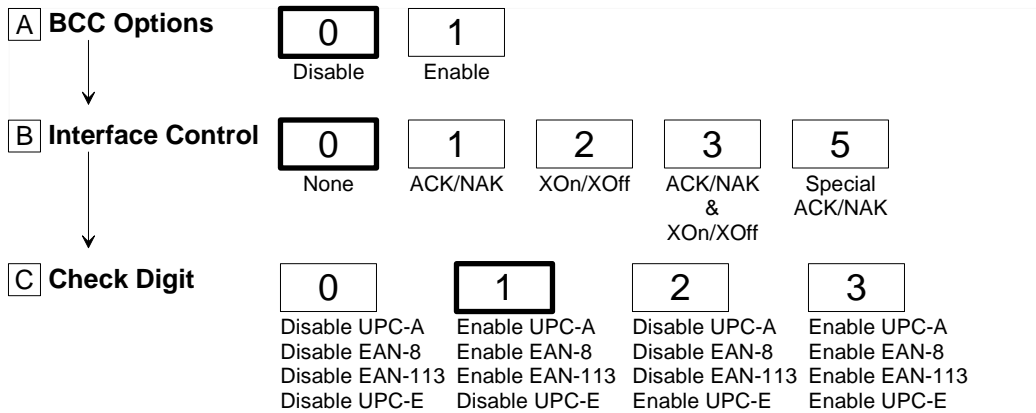 A BCC Options 0 1
Disable Enable
B Interface Control 0 1 2 3 5
None ACK/NAK XOn/XOff ACK/NAK Special
& ACK/NAK
XOn/XOff
C Check Digit 0 1 2 3
Disable UPC-A Enable UPC-A Disable UPC-A Enable UPC-A
Disable EAN-8 Enable EAN-8 Disable EAN-8 Enable EAN-8
Disable EAN-113 Enable EAN-113 Disable EAN-113 Enable EAN-113
Disable UPC-E Disable UPC-E Enable UPC-E Enable UPC-E